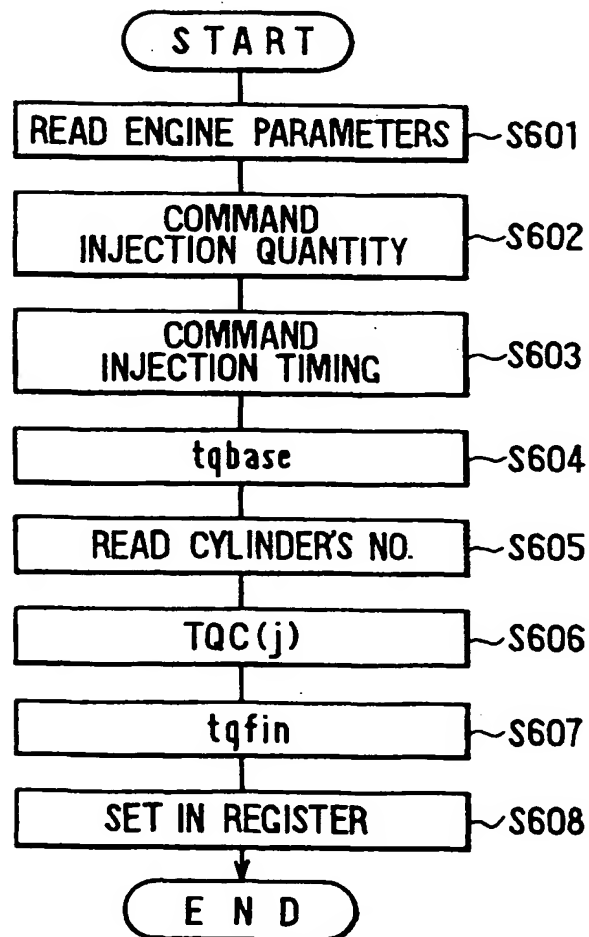 START
READ ENGINE PARAMETERS ~S601
COMMAND
INJECTION QUANTITY ~S602
COMMAND
INJECTION TIMING ~S603
tqbase ~S604
READ CYLINDER'S NO. ~S605
TQC(j) ~S606
tqfin ~S607
SET IN REGISTER ~S608
END